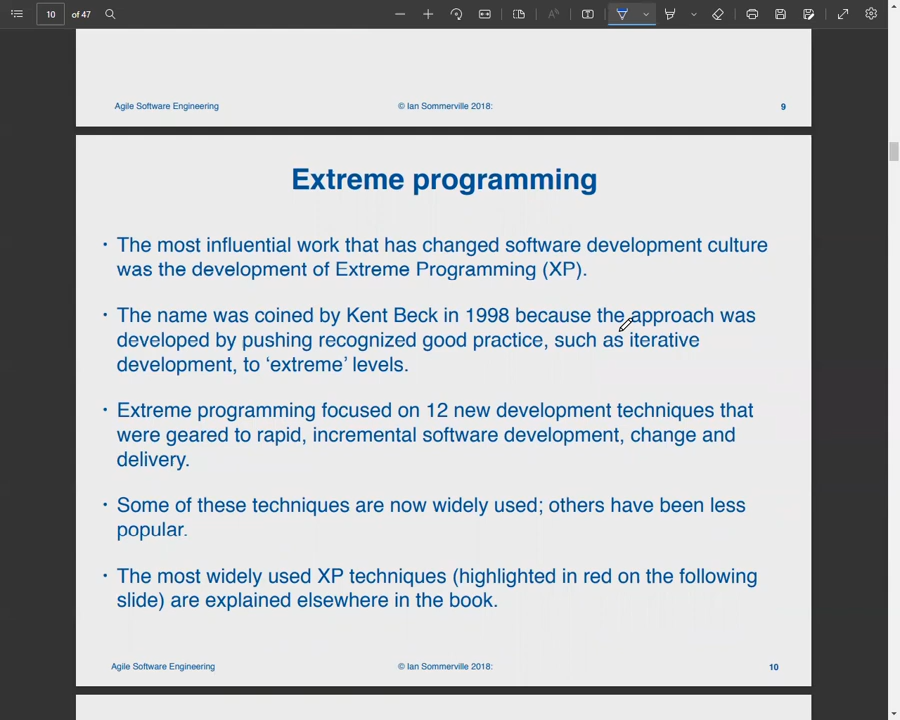 10 of 47
Agile Software Engineering © Ian Sommerville 2018: 9
Extreme programming
• The most influential work that has changed software development culture
was the development of Extreme Programming (XP).
• The name was coined by Kent Beck in 1998 because the approach was
developed by pushing recognized good practice, such as iterative
development, to ‘extreme’ levels.
• Extreme programming focused on 12 new development techniques that
were geared to rapid, incremental software development, change and
delivery.
• Some of these techniques are now widely used; others have been less
popular.
• The most widely used XP techniques (highlighted in red on the following
slide) are explained elsewhere in the book.
Agile Software Engineering © Ian Sommerville 2018: 10